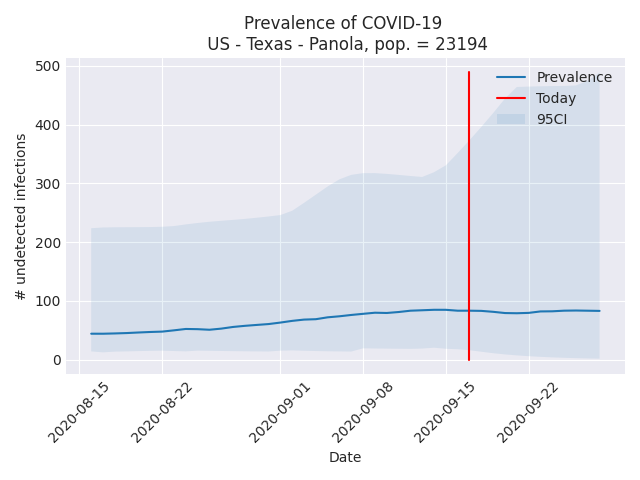 Prevalence of COVID-19
US - Texas - Panola, pop. = 23194
# undetected infections
500
400
300
200
100
0
Prevalence
Today
95CI
2020-08-15
2020-08-22
2020-09-01
2020-09-08
2020-09-15
2020-09-22
Date